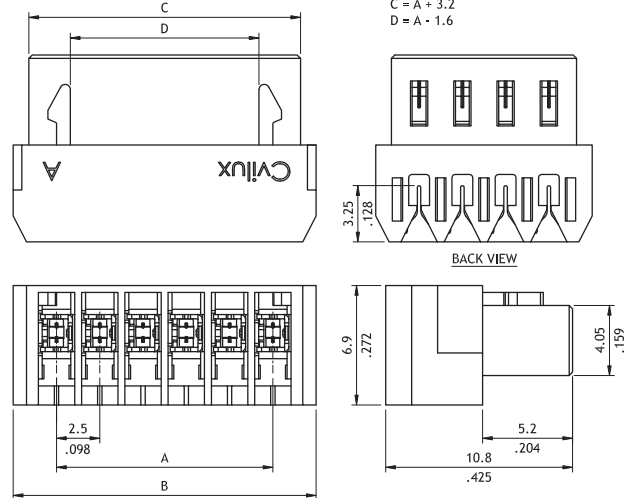 C = A + 3.2
D = A - 1.6
C
D
A
Cvilux
3.25
.128
BACK VIEW
6.9
.272
4.05
.159
2.5
.098
A
B
5.2
.204
10.8
.425